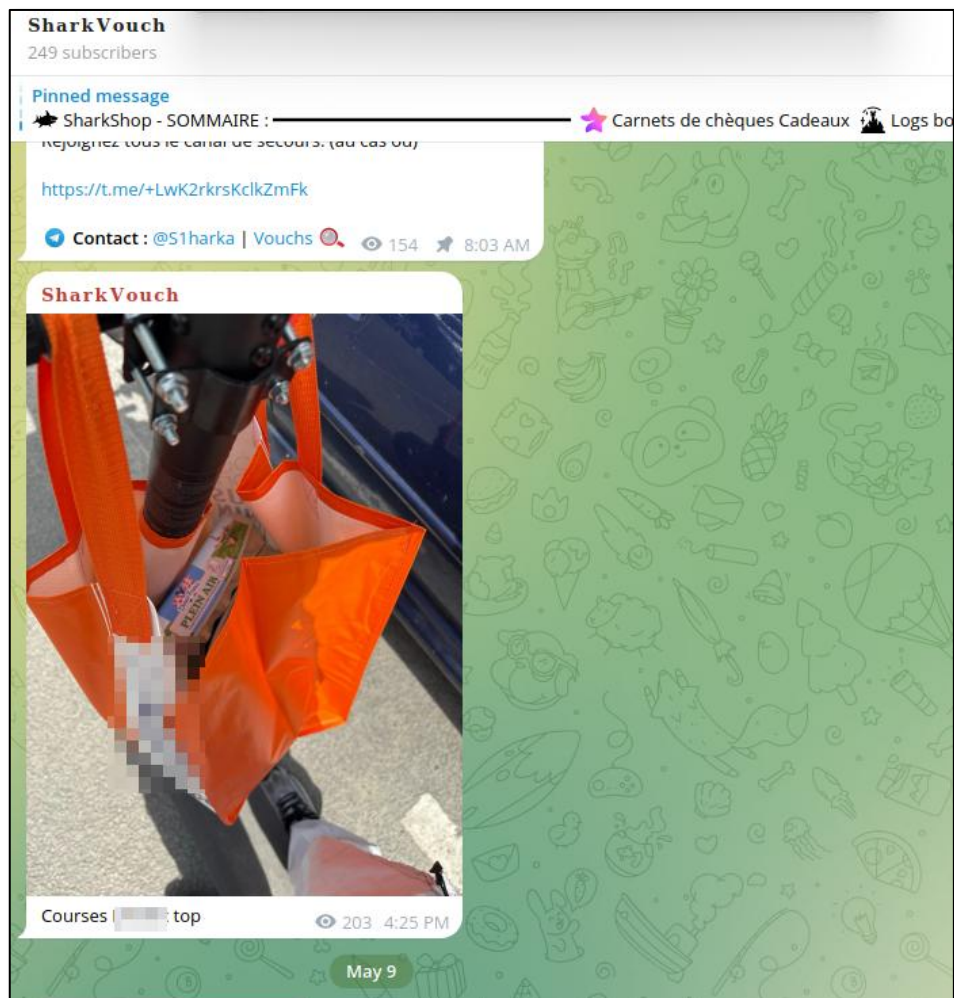 SharkVouch
249 subscribers
Pinned message
SharkShop - SOMMAIRE : Carnets de chèques Cadeaux Logs bo
Rejoignez tous le canal de secours. (au cas où)
https://t.me/+LwK2rkrsKclkZmFk
Contact : @S1harka | Vouchs 154 8:03 AM
SharkVouch
PLEIN AIR
Courses top 203 4:25 PM
May 9